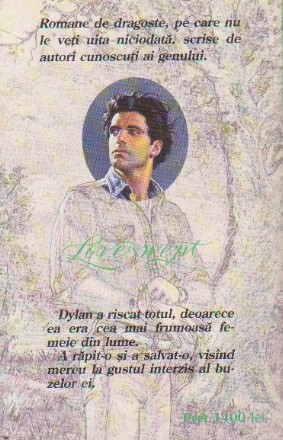 Romane de dragoste, pe care nu
le veți uita niciodată, scrise de
autori cunoscuți ai genului.
Loveswept
Dylan a riscat totul, deoarece
ea era cea mai frumoasă fe-
meie din lume.
A răpit-o și a salvat-o, visînd
mereu la gustul interzis al bu-
zelor ei.
Preț 1400 lei